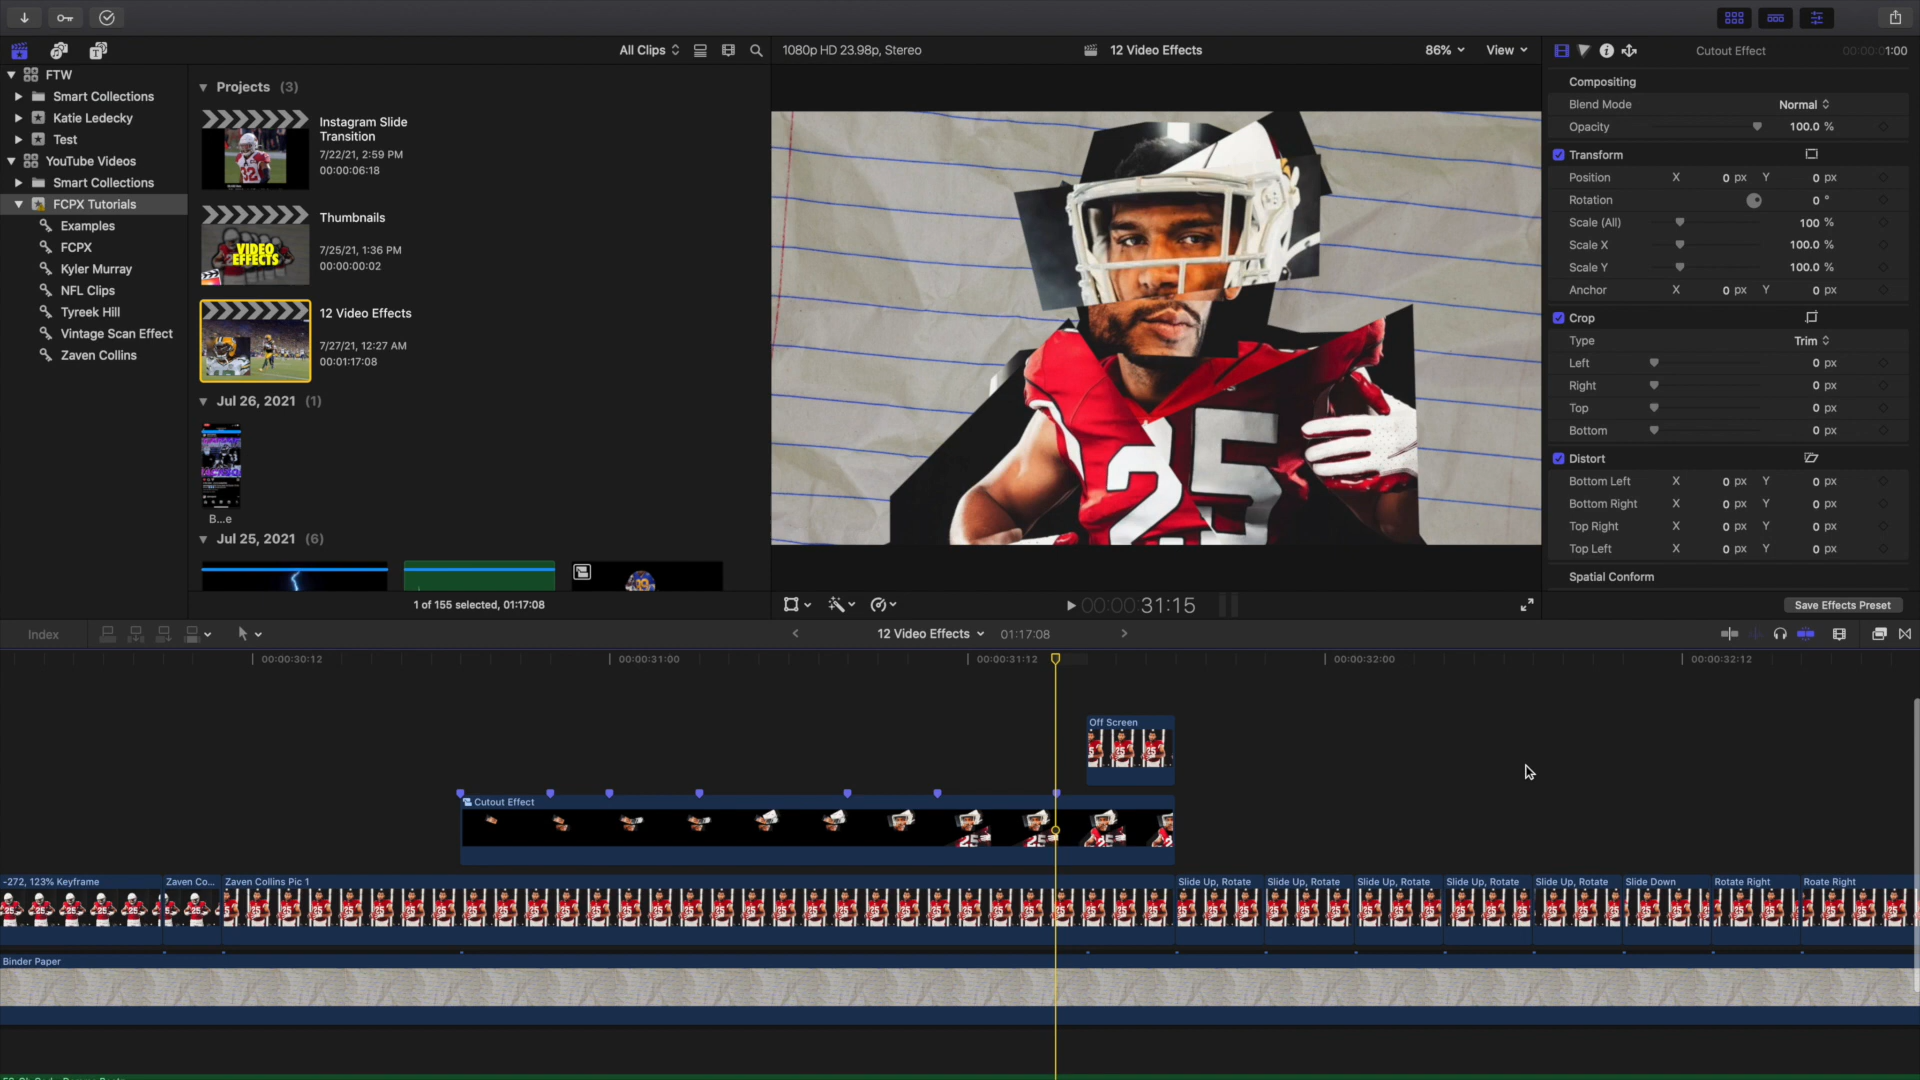 All Clips
1080p HD 23.98p, Stereo
12 Video Effects
86%
View
Cutout Effect
00:00:01:00
FTW
Smart Collections
Katie Ledecky
Test
YouTube Videos
Smart Collections
FCPX Tutorials
Examples
FCPX
Kyler Murray
NFL Clips
Tyreek Hill
Vintage Scan Effect
Zaven Collins
Projects (3)
Instagram Slide
Transition
7/22/21, 2:59 PM
00:00:06:18
Thumbnails
7/25/21, 1:36 PM
00:00:00:02
VIDEO
EFFECTS
12 Video Effects
7/27/21, 12:27 AM
00:01:17:08
Jul 26, 2021 (1)
B...e
Jul 25, 2021 (6)
1 of 155 selected, 01:17:08
25
00:00:31:15
Compositing
Blend Mode Normal
Opacity 100.0 %
Transform
Position X 0 px Y 0 px
Rotation 0 °
Scale (All) 100 %
Scale X 100.0 %
Scale Y 100.0 %
Anchor X 0 px Y 0 px
Crop
Type Trim
Left 0 px
Right 0 px
Top 0 px
Bottom 0 px
Distort
Bottom Left X 0 px Y 0 px
Bottom Right X 0 px Y 0 px
Top Right X 0 px Y 0 px
Top Left X 0 px Y 0 px
Spatial Conform
Save Effects Preset
Index
12 Video Effects
01:17:08
00:00:30:12
00:00:31:00
00:00:31:12
00:00:32:00
00:00:32:12
Off Screen
Cutout Effect
-272, 123% Keyframe
Zaven Co...
Zaven Collins Pic 1
Slide Up, Rotate
Slide Up, Rotate
Slide Up, Rotate
Slide Up, Rotate
Slide Up, Rotate
Slide Down
Rotate Right
Roate Right
Binder Paper